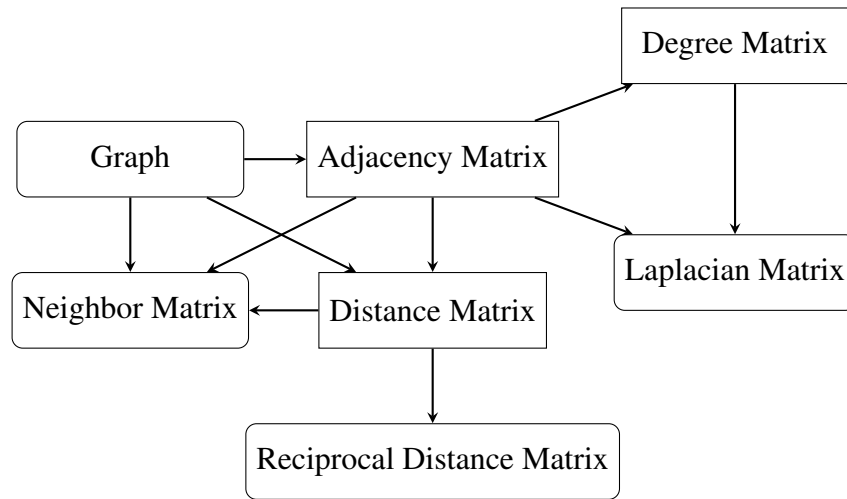 Degree Matrix
Graph
Adjacency Matrix
Laplacian Matrix
Neighbor Matrix
Distance Matrix
Reciprocal Distance Matrix